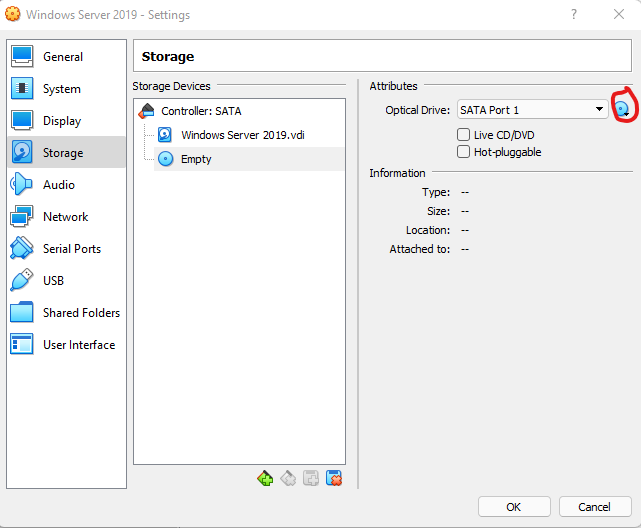 Windows Server 2019 - Settings
?
General
System
Display
Storage
Audio
Network
Serial Ports
USB
Shared Folders
User Interface
Storage
Storage Devices
Controller: SATA
Windows Server 2019.vdi
Empty
Attributes
Optical Drive: SATA Port 1
Live CD/DVD
Hot-pluggable
Information
Type: --
Size: --
Location: --
Attached to: --
OK
Cancel